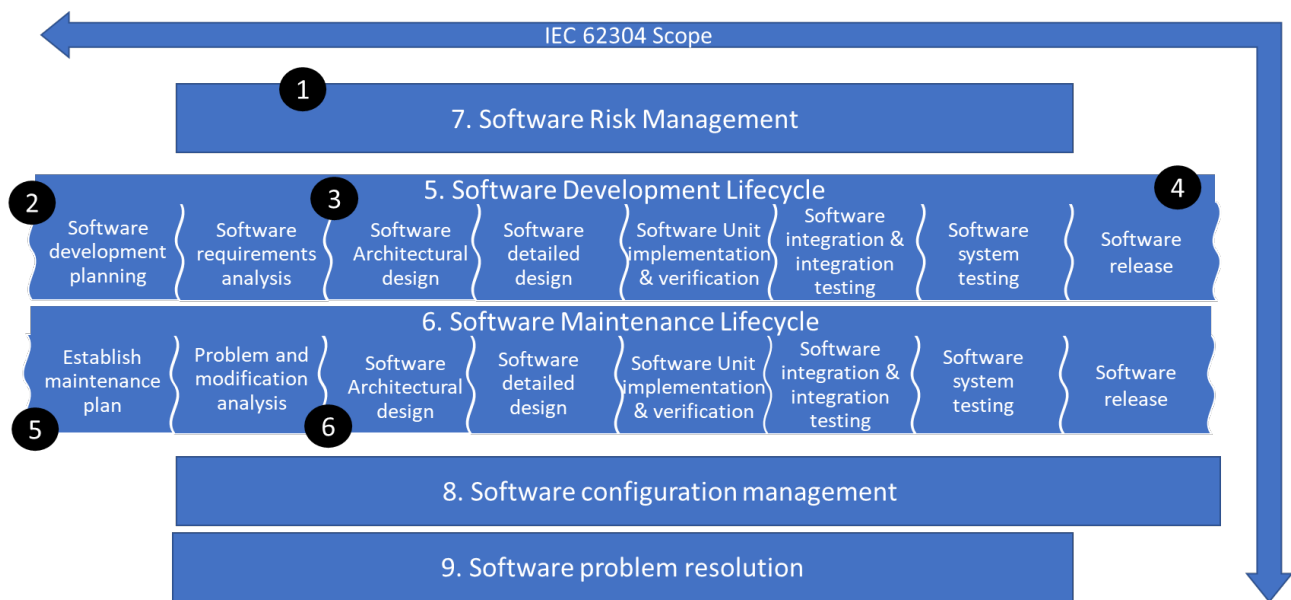 IEC 62304 Scope
1
7. Software Risk Management
2
3
4
5. Software Development Lifecycle
Software
development
planning
Software
requirements
analysis
Software
Architectural
design
Software
detailed
design
Software Unit
implementation
& verification
Software
integration &
integration
testing
Software
system
testing
Software
release
6. Software Maintenance Lifecycle
Establish
maintenance
plan
Problem and
modification
analysis
Software
Architectural
design
Software
detailed
design
Software Unit
implementation
& verification
Software
integration &
integration
testing
Software
system
testing
Software
release
5
6
8. Software configuration management
9. Software problem resolution